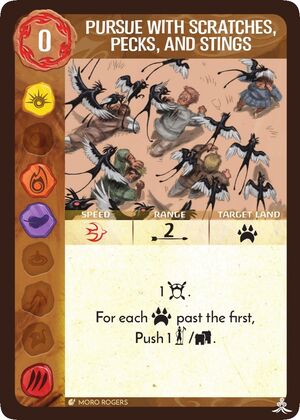 0
PURSUE WITH SCRATCHES,
PECKS, AND STINGS
SPEED
RANGE
TARGET LAND
2
1 .
For each past the first,
Push 1 / .
MORO ROGERS